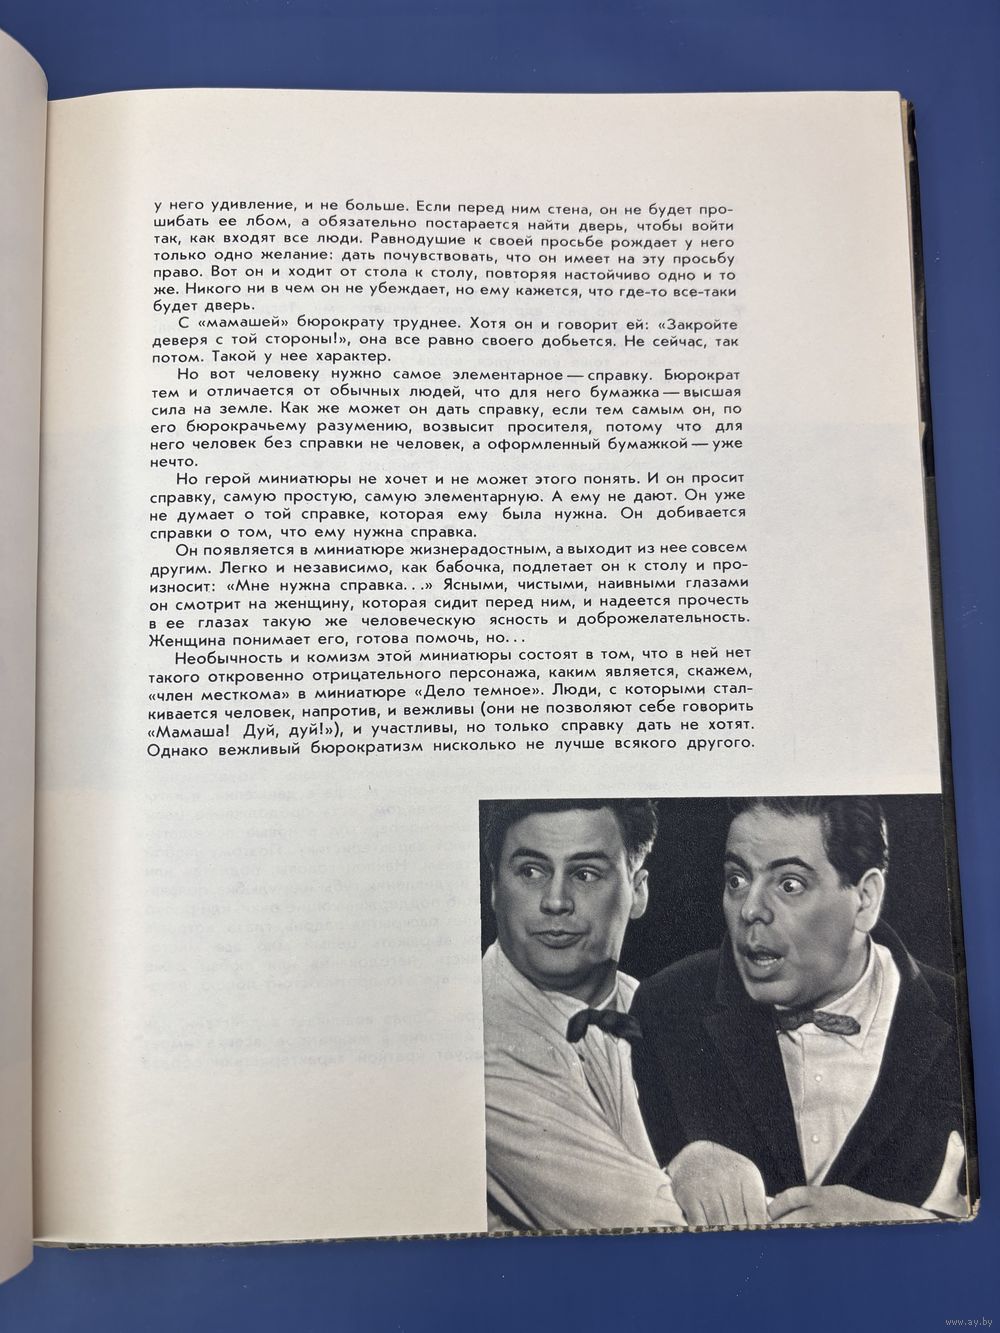 у него удивление, и не больше. Если перед ним стена, он не будет про-
шибать ее лбом, а обязательно постарается найти дверь, чтобы войти
так, как входят все люди. Равнодушие к своей просьбе рождает у него
только одно желание: дать почувствовать, что он имеет на эту просьбу
право. Вот он и ходит от стола к столу, повторяя настойчиво одно и то
же. Никого ни в чем он не убеждает, но ему кажется, что где-то все-таки
будет дверь.
С «мамашей» бюрократу труднее. Хотя он и говорит ей: «Закройте
деверя с той стороны!», она все равно своего добьется. Не сейчас, так
потом. Такой у нее характер.
Но вот человеку нужно самое элементарное — справку. Бюрократ
тем и отличается от обычных людей, что для него бумажка — высшая
сила на земле. Как же может он дать справку, если тем самым он, по
его бюрокрачьему разумению, возвысит просителя, потому что для
него человек без справки не человек, а оформленный бумажкой — уже
нечто.
Но герой миниатюры не хочет и не может этого понять. И он просит
справку, самую простую, самую элементарную. А ему не дают. Он уже
не думает о той справке, которая ему была нужна. Он добивается
справки о том, что ему нужна справка.
Он появляется в миниатюре жизнерадостным, а выходит из нее совсем
другим. Легко и независимо, как бабочка, подлетает он к столу и про-
износит: «Мне нужна справка...» Ясными, чистыми, наивными глазами
он смотрит на женщину, которая сидит перед ним, и надеется прочесть
в ее глазах такую же человеческую ясность и доброжелательность.
Женщина понимает его, готова помочь, но...
Необычность и комизм этой миниатюры состоят в том, что в ней нет
такого откровенно отрицательного персонажа, каким является, скажем,
«член месткома» в миниатюре «Дело темное». Люди, с которыми стал-
кивается человек, напротив, и вежливы (они не позволяют себе говорить
«Мамаша! Дуй, дуй!»), и участливы, но только справку дать не хотят.
Однако вежливый бюрократизм нисколько не лучше всякого другого.
www.ay.by